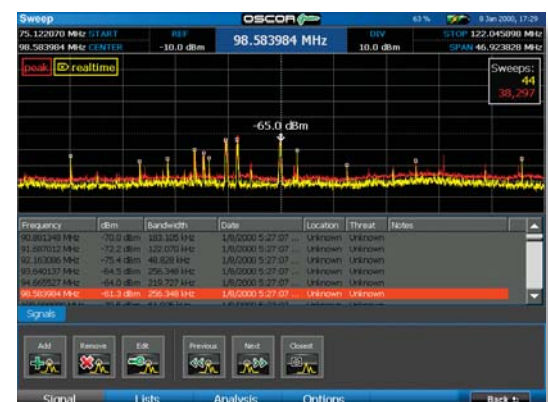 Sweep OSCOR 63 % 8 Jan 2000, 17:29
75.122070 MHz START REF 98.583984 MHz DIV STOP 122.045898 MHz
98.583984 MHz CENTER -10.0 dBm 10.0 dBm SPAN 46.923828 MHz
peak realtime Sweeps:
44
38,297
-65.0 dBm
Frequency dBm Bandwidth Date Location Threat Notes
90.861348 MHz -70.0 dBm 183.105 kHz 1/8/2000 5:27:07 ... Unknown Unknown
91.887012 MHz -72.2 dBm 122.070 kHz 1/8/2000 5:27:07 ... Unknown Unknown
92.163086 MHz -75.4 dBm 48.828 kHz 1/8/2000 5:27:07 ... Unknown Unknown
93.640137 MHz -64.5 dBm 256.348 kHz 1/8/2000 5:27:07 ... Unknown Unknown
94.665527 MHz -64.0 dBm 219.727 kHz 1/8/2000 5:27:07 ... Unknown Unknown
98.583984 MHz -61.3 dBm 256.348 kHz 1/8/2000 5:27:07 ... Unknown Unknown
Signals
Add Remove Edit Previous Next Closest
Signal Lists Analysis Options Back